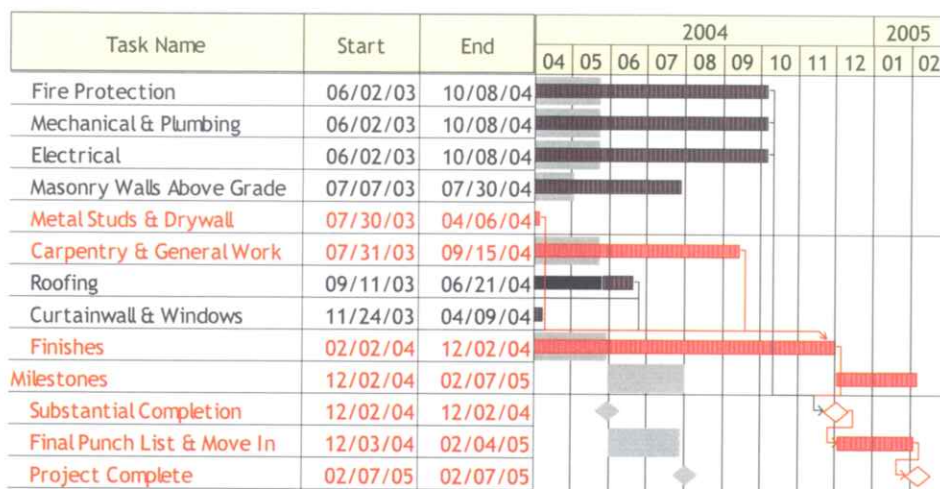 Task Name Start End 2004 2005
04 05 06 07 08 09 10 11 12 01 02
Fire Protection 06/02/03 10/08/04
Mechanical & Plumbing 06/02/03 10/08/04
Electrical 06/02/03 10/08/04
Masonry Walls Above Grade 07/07/03 07/30/04
Metal Studs & Drywall 07/30/03 04/06/04
Carpentry & General Work 07/31/03 09/15/04
Roofing 09/11/03 06/21/04
Curtainwall & Windows 11/24/03 04/09/04
Finishes 02/02/04 12/02/04
Milestones 12/02/04 02/07/05
Substantial Completion 12/02/04 12/02/04
Final Punch List & Move In 12/03/04 02/04/05
Project Complete 02/07/05 02/07/05